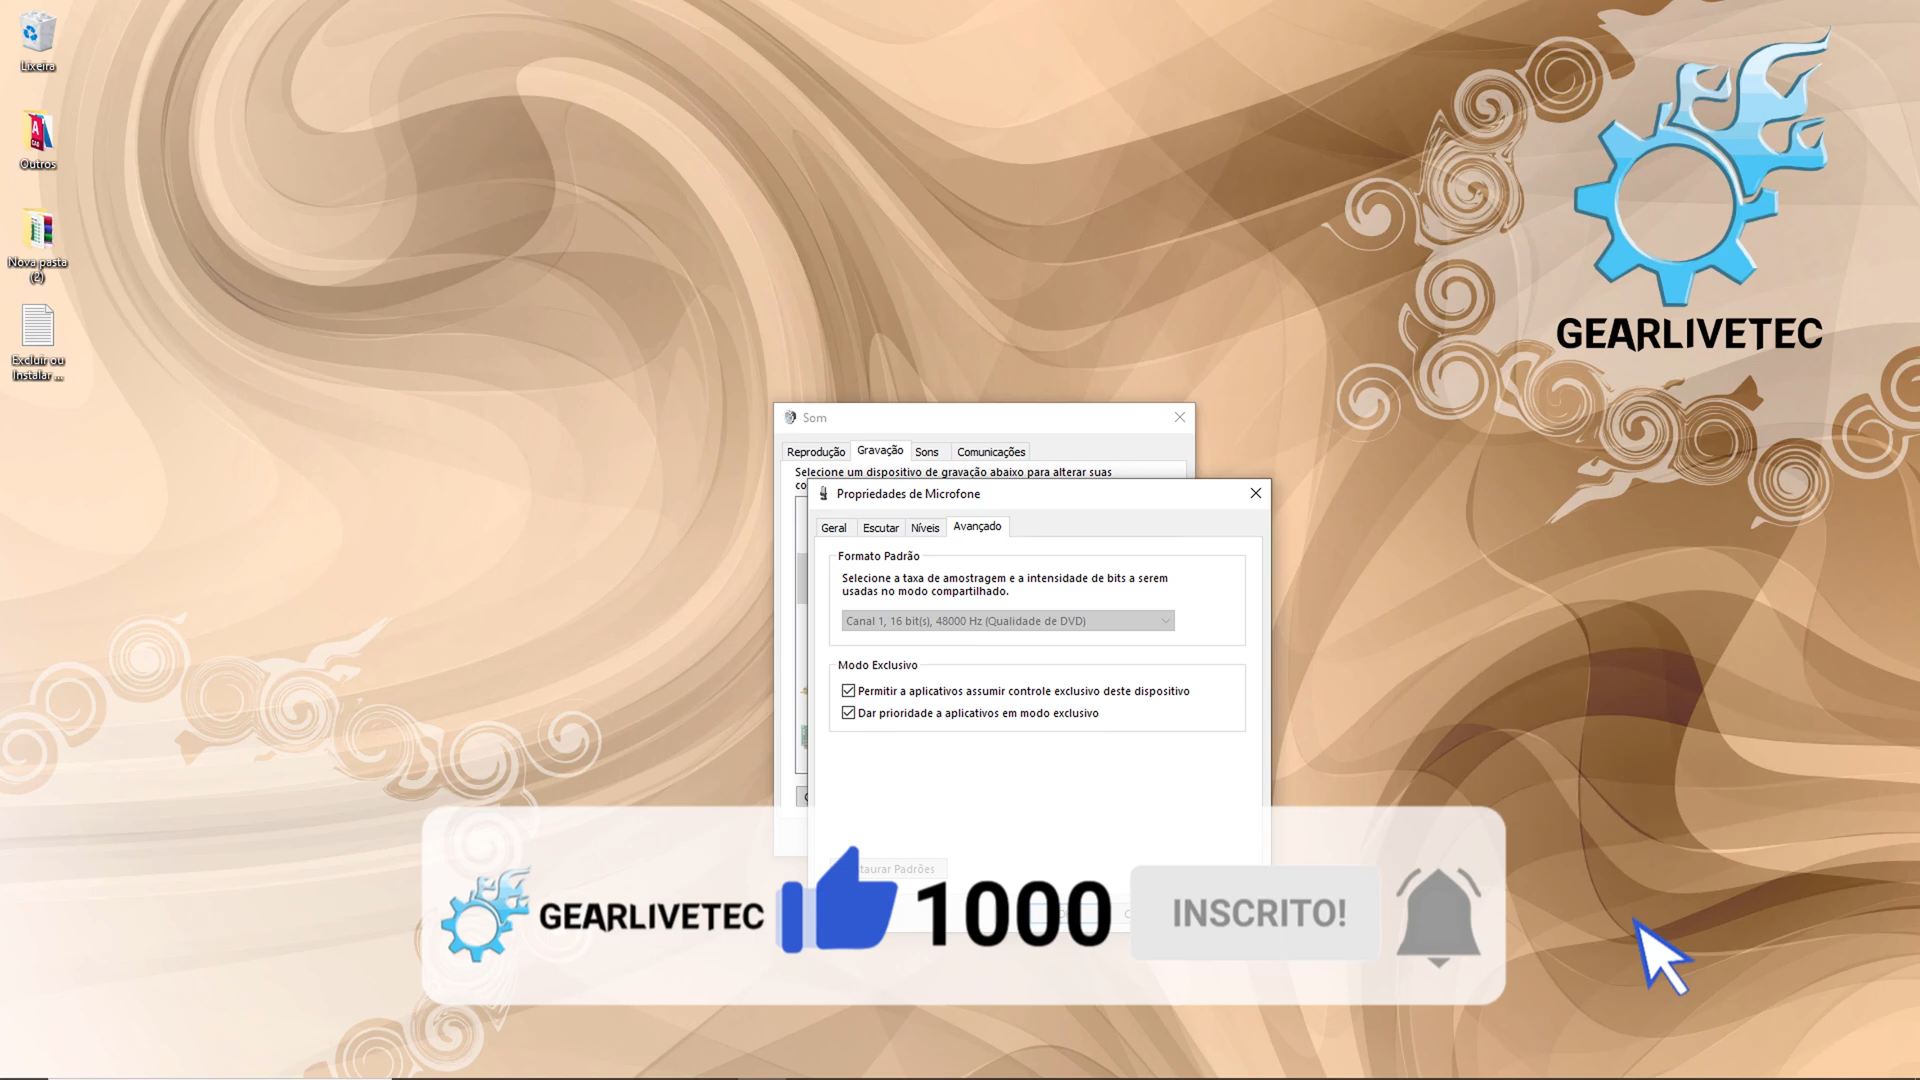 Lixeira
Outros
Nova pasta
(2)
Excluir ou
Instalar ...
GEARLIVETEC
Som
Reprodução
Gravação
Sons
Comunicações
Selecione um dispositivo de gravação abaixo para alterar suas
Propriedades de Microfone
Geral
Escutar
Níveis
Avançado
Formato Padrão
Selecione a taxa de amostragem e a intensidade de bits a serem
usadas no modo compartilhado.
Canal 1, 16 bit(s), 48000 Hz (Qualidade de DVD)
Modo Exclusivo
Permitir a aplicativos assumir controle exclusivo deste dispositivo
Dar prioridade a aplicativos em modo exclusivo
Padrões
GEARLIVETEC
1000
INSCRITO!